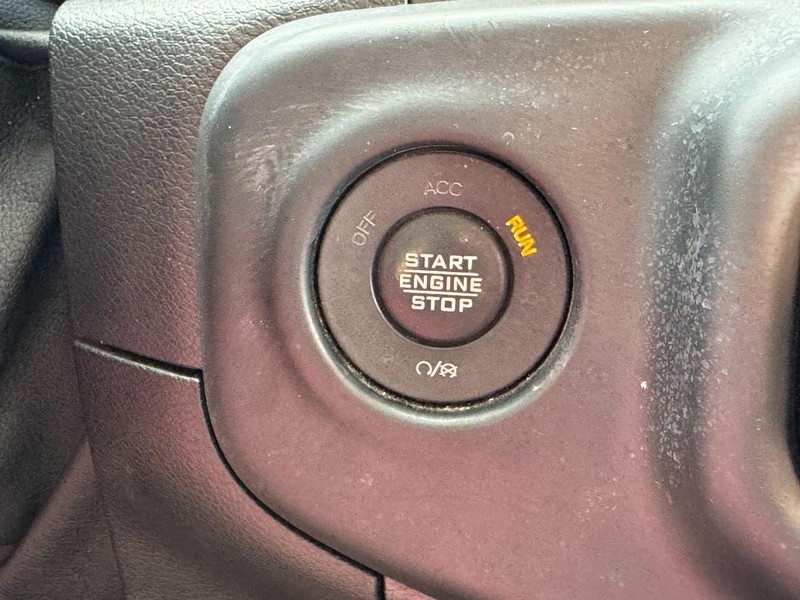 ACC
OFF
RUN
START
ENGINE
STOP